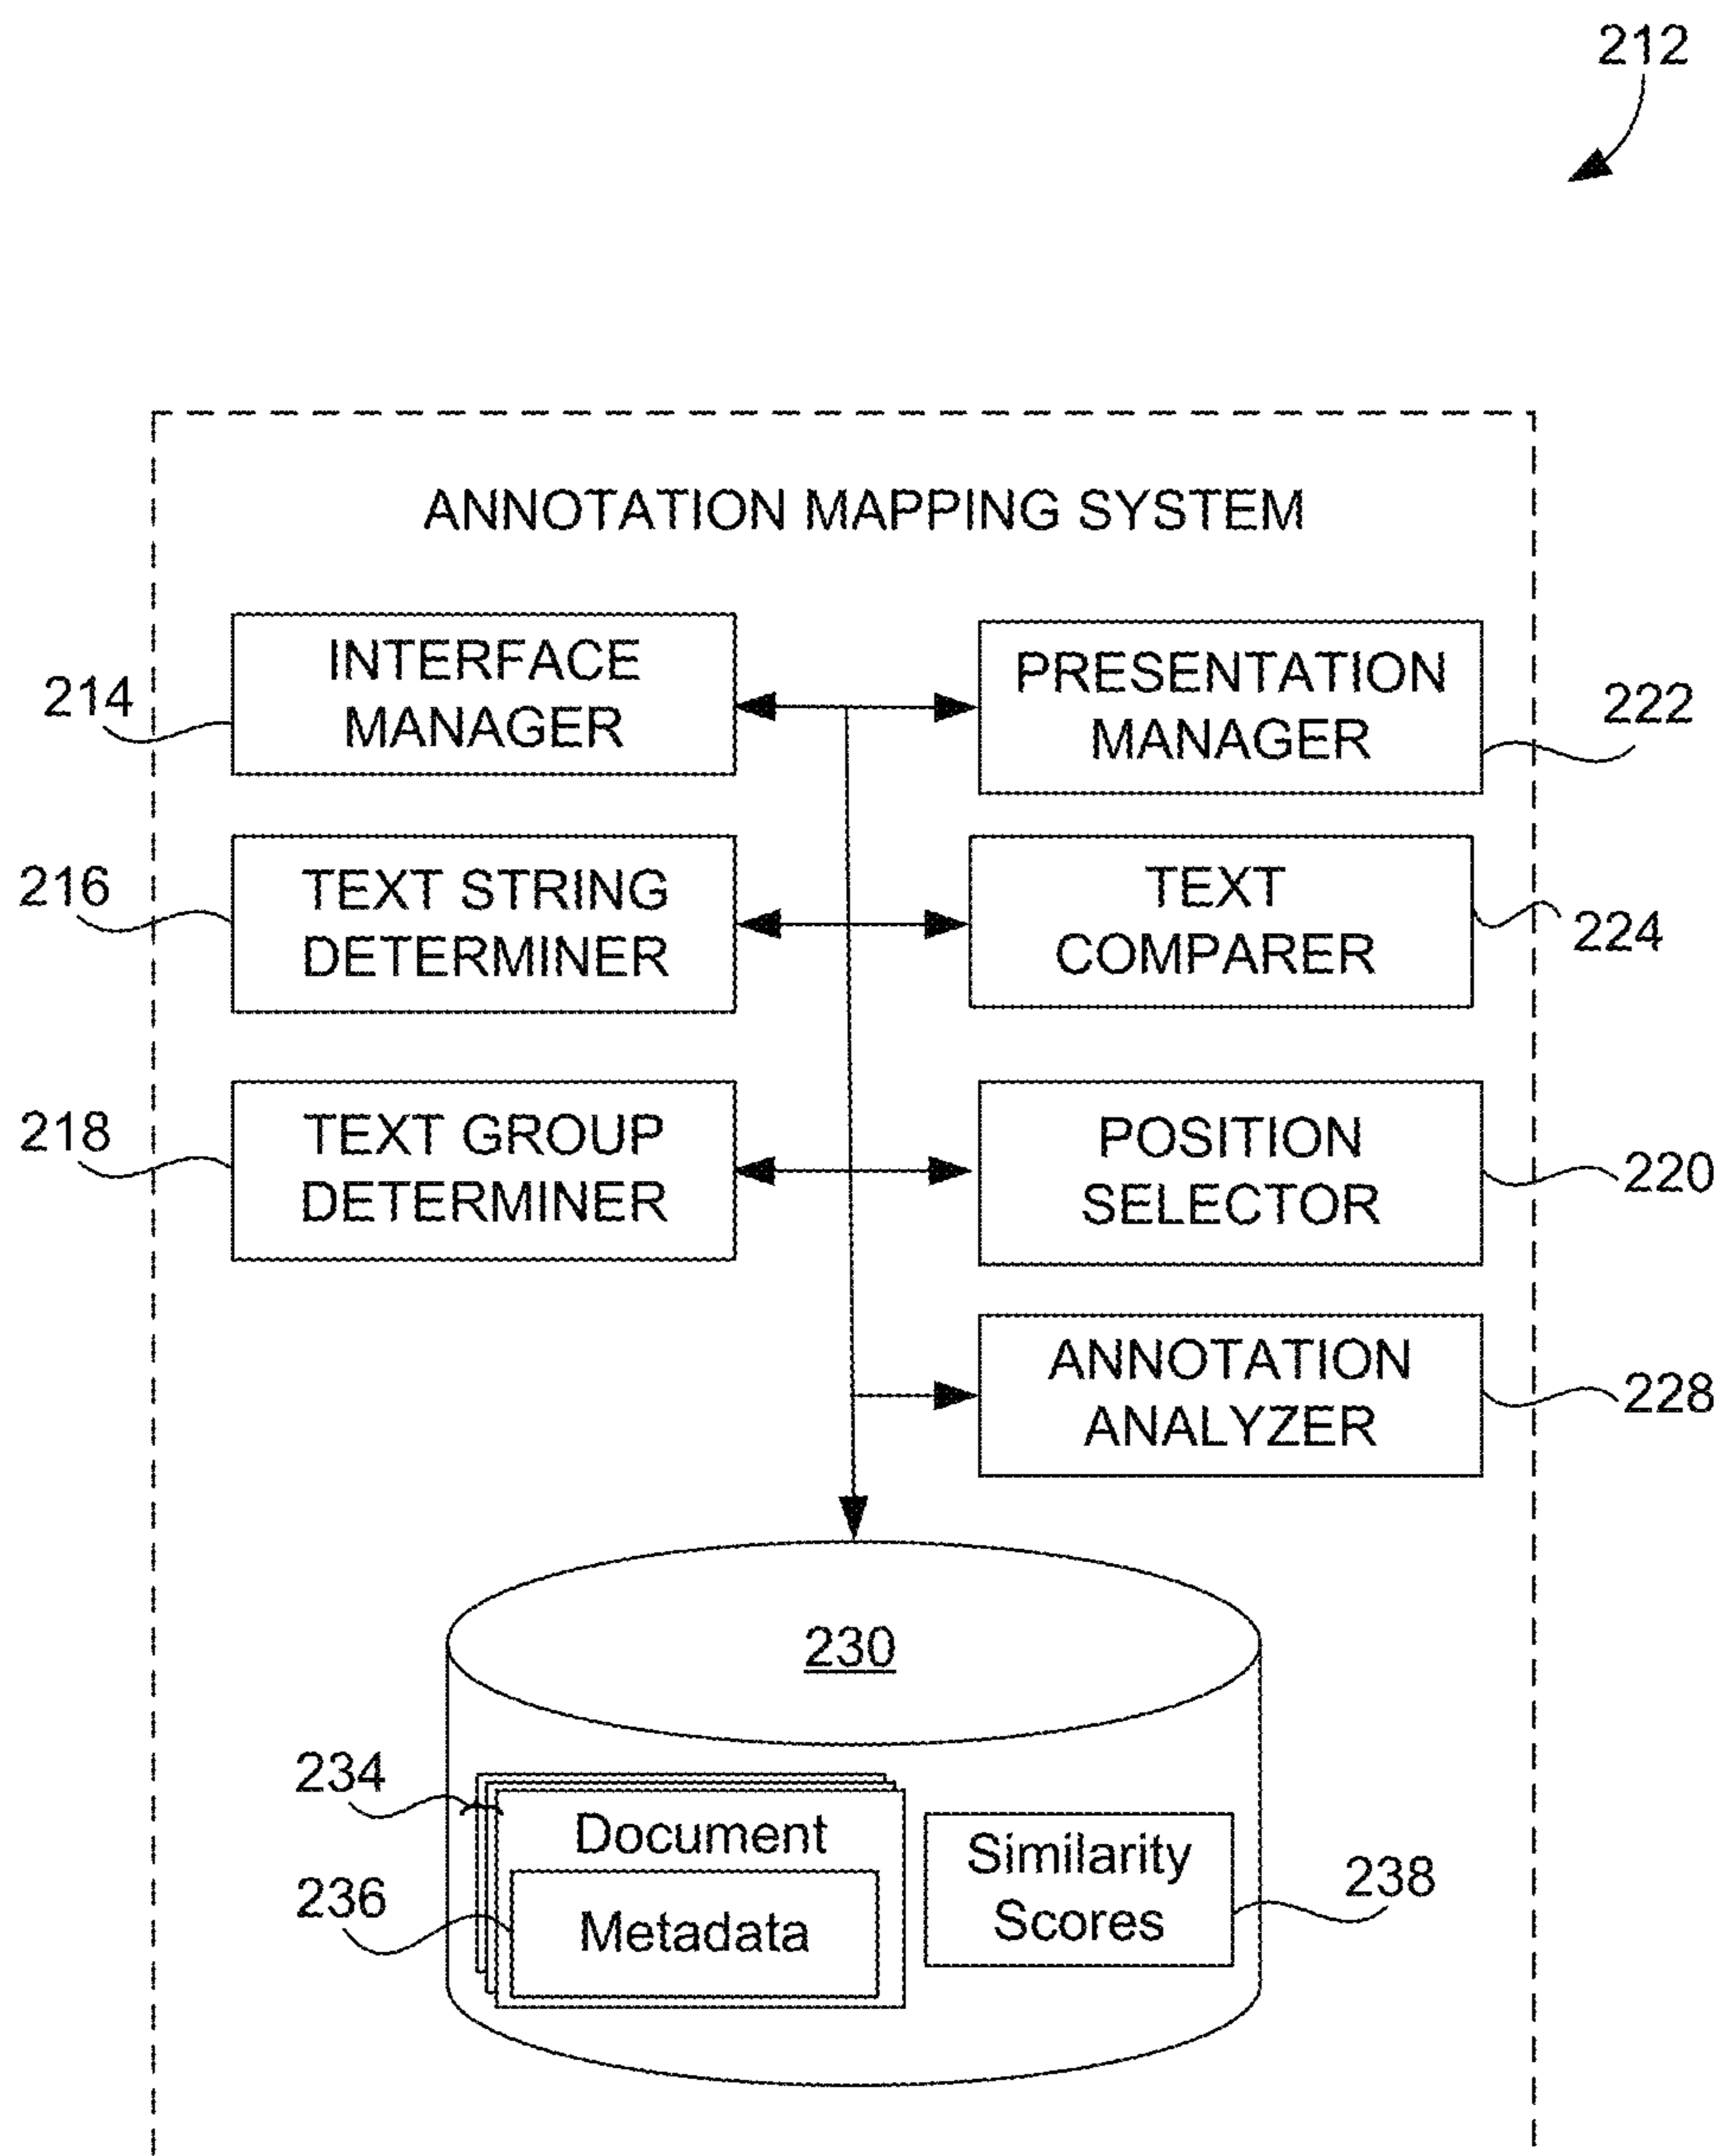 212
ANNOTATION MAPPING SYSTEM
INTERFACE
MANAGER
214
PRESENTATION
MANAGER
222
TEXT STRING
DETERMINER
216
TEXT
COMPARER
224
TEXT GROUP
DETERMINER
218
POSITION
SELECTOR
220
ANNOTATION
ANALYZER
228
230
234
Document
236
Metadata
Similarity
Scores
238